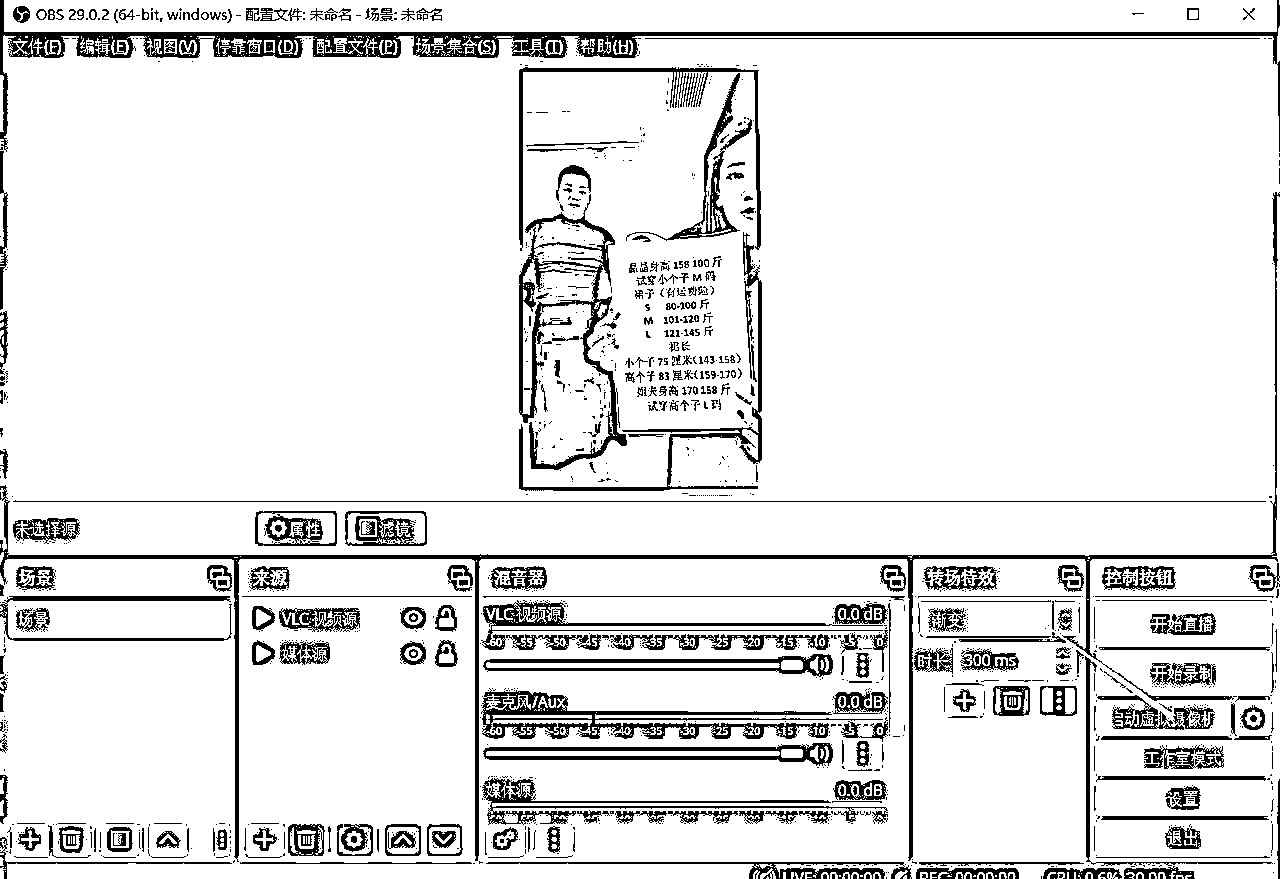 OBS 29.0.2 (64-bit, windows) - 配置文件: 未命名 - 场景: 未命名
文件(F) 编辑(E) 视图(V) 停靠窗口(D) 配置文件(P) 场景集合(S) 工具(T) 帮助(H)
身高 158 100 斤
试穿小个子 M 码
裙子（有运费险）
S 80-100 斤
M 101-120 斤
L 121-145 斤
裙长
小个子 75 厘米(143-158)
高个子 83 厘米(159-170)
姐夫身高 170 158 斤
试穿高个子 L 码
未选择源
属性 滤镜
场景
场景
来源
VLC 视频源
媒体源
混音器
VLC 视频源 0.0 dB
-60 -55 -50 -45 -40 -35 -30 -25 -20 -15 -10 -5 0
麦克风/Aux 0.0 dB
-60 -55 -50 -45 -40 -35 -30 -25 -20 -15 -10 -5 0
媒体源 0.0 dB
转场特效
渐变
时长 300 ms
控制按钮
开始直播
开始录制
启动虚拟摄像机
工作室模式
设置
退出
LIVE: 00:00:00 REC: 00:00:00 CPU: 0.6%, 30.00 fps